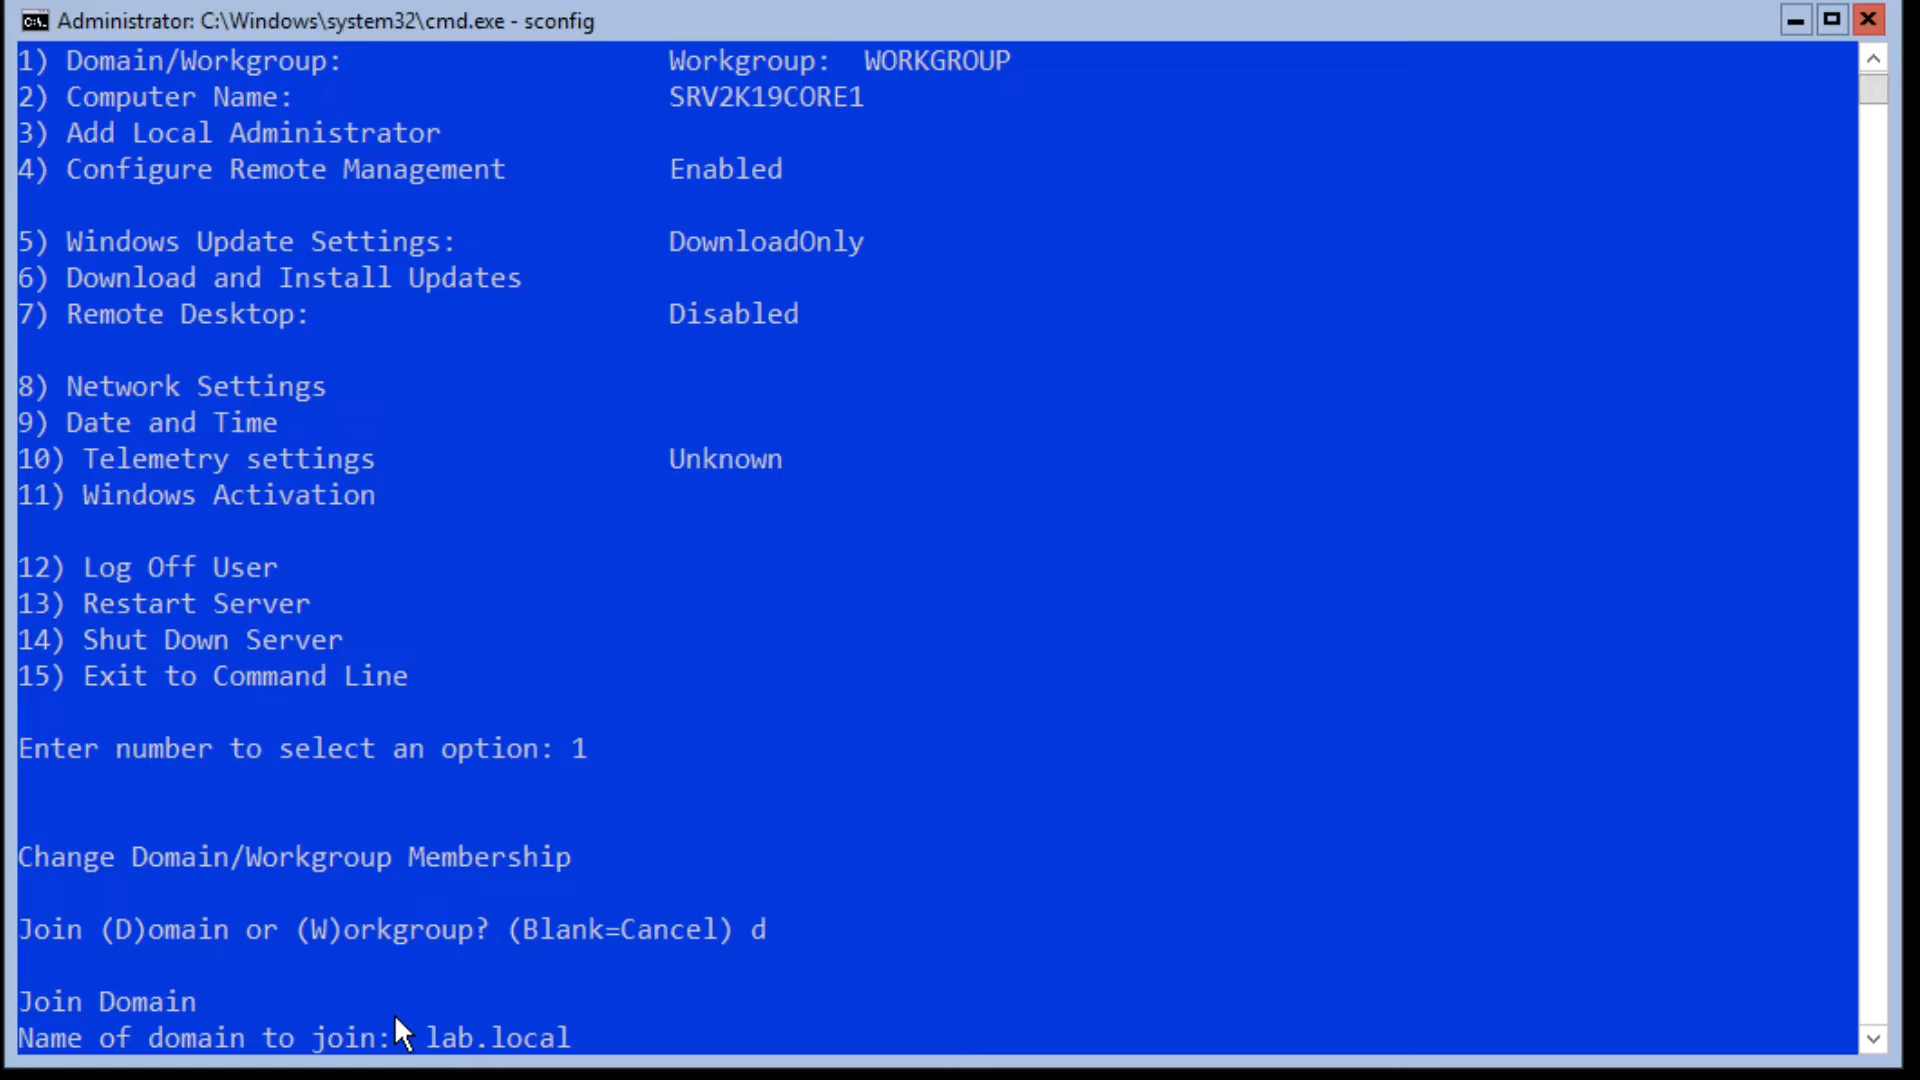 Administrator: C:\Windows\system32\cmd.exe - sconfig
1) Domain/Workgroup: Workgroup: WORKGROUP
2) Computer Name: SRV2K19CORE1
3) Add Local Administrator
4) Configure Remote Management Enabled
5) Windows Update Settings: DownloadOnly
6) Download and Install Updates
7) Remote Desktop: Disabled
8) Network Settings
9) Date and Time
10) Telemetry settings Unknown
11) Windows Activation
12) Log Off User
13) Restart Server
14) Shut Down Server
15) Exit to Command Line
Enter number to select an option: 1
Change Domain/Workgroup Membership
Join (D)omain or (W)orkgroup? (Blank=Cancel) d
Join Domain
Name of domain to join: lab.local